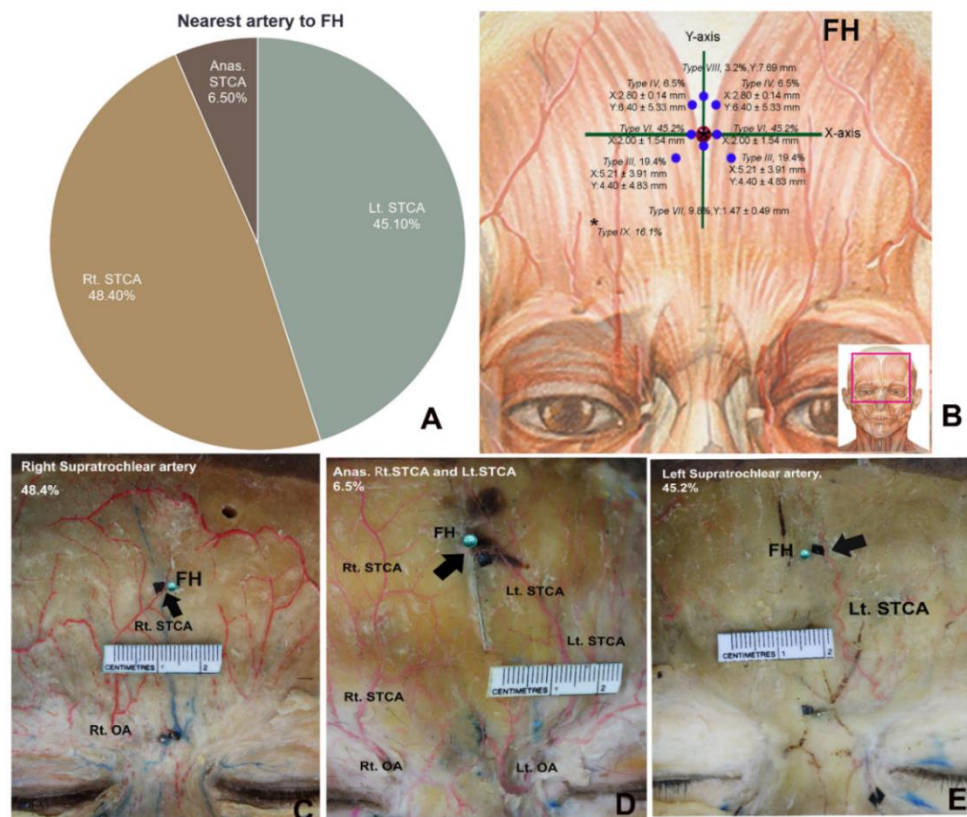 Nearest artery to FH
Anas.
STCA
6.50%
Lt. STCA
45.10%
Rt. STCA
48.40%
A
FH
Y-axis
Type VIII, 3.2%, Y:7.69 mm
Type IV, 6.5%
X:2.80 ± 0.14 mm
Y:6.40 ± 5.33 mm
Type IV, 6.5%
X:2.80 ± 0.14 mm
Y:6.40 ± 5.33 mm
Type VI, 45.2%
X:2.00 ± 1.54 mm
Type VI, 45.2%
X:2.00 ± 1.54 mm
X-axis
Type III, 19.4%
X:5.21 ± 3.91 mm
Y:4.40 ± 4.83 mm
Type III, 19.4%
X:5.21 ± 3.91 mm
Y:4.40 ± 4.83 mm
Type VII, 9.8%, Y:1.47 ± 0.49 mm
*
Type IX, 16.1%
B
Right Supratrochlear artery
48.4%
FH
Rt. STCA
CENTIMETRES 1 2
Rt. OA
C
Anas. Rt.STCA and Lt.STCA
6.5%
FH
Rt. STCA
Lt. STCA
Lt. STCA
CENTIMETRES 1 2
Rt. STCA
Rt. OA
Lt. OA
D
Left Supratrochlear artery,
45.2%
FH
Lt. STCA
CENTIMETRES 1 2
E